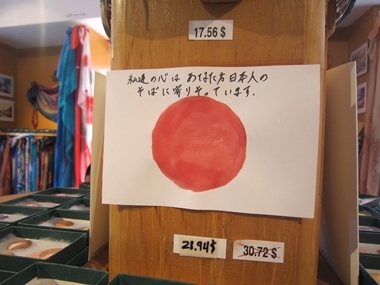 17.56 $
私達の心は あなた方日本人の
そばに寄りそっています.
21.94$
30.72 $